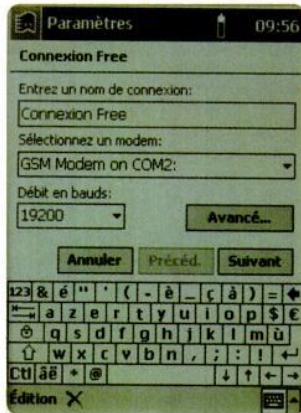 Paramètres 09:56
Connexion Free
Entrez un nom de connexion:
Connexion Free
Sélectionnez un modem:
GSM Modem on COM2:
Débit en bauds:
19200 Avancé...
Annuler Précéd. Suivant
123 & é " ' ( - è _ ç à ) =
a z e r t y u i o p $ €
q s d f g h j k l m ù
w x c v b n , ; : !
Ctl áë * @ ↓ ↑ ← →
Édition